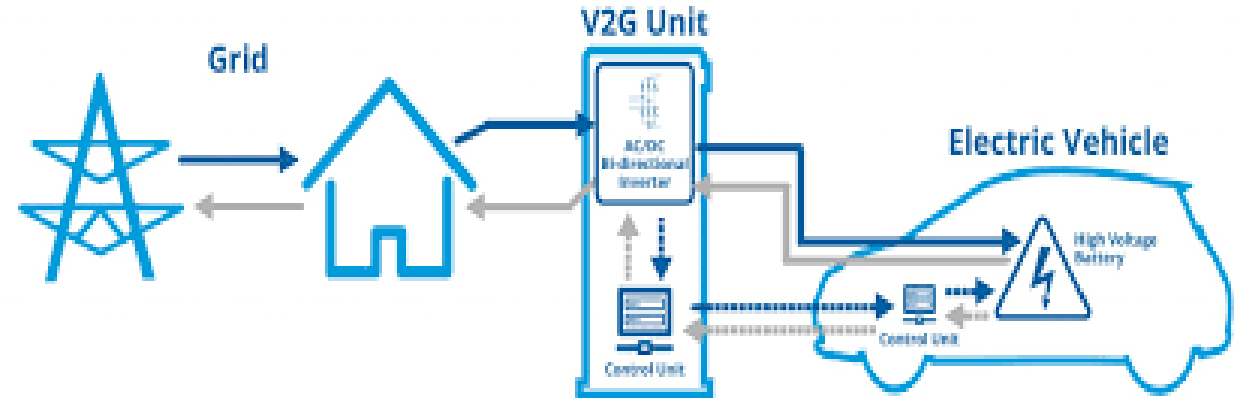 V2G Unit
Grid
AC/DC
Bi-directional
Inverter
Electric Vehicle
High Voltage
Battery
Control Unit
Control Unit